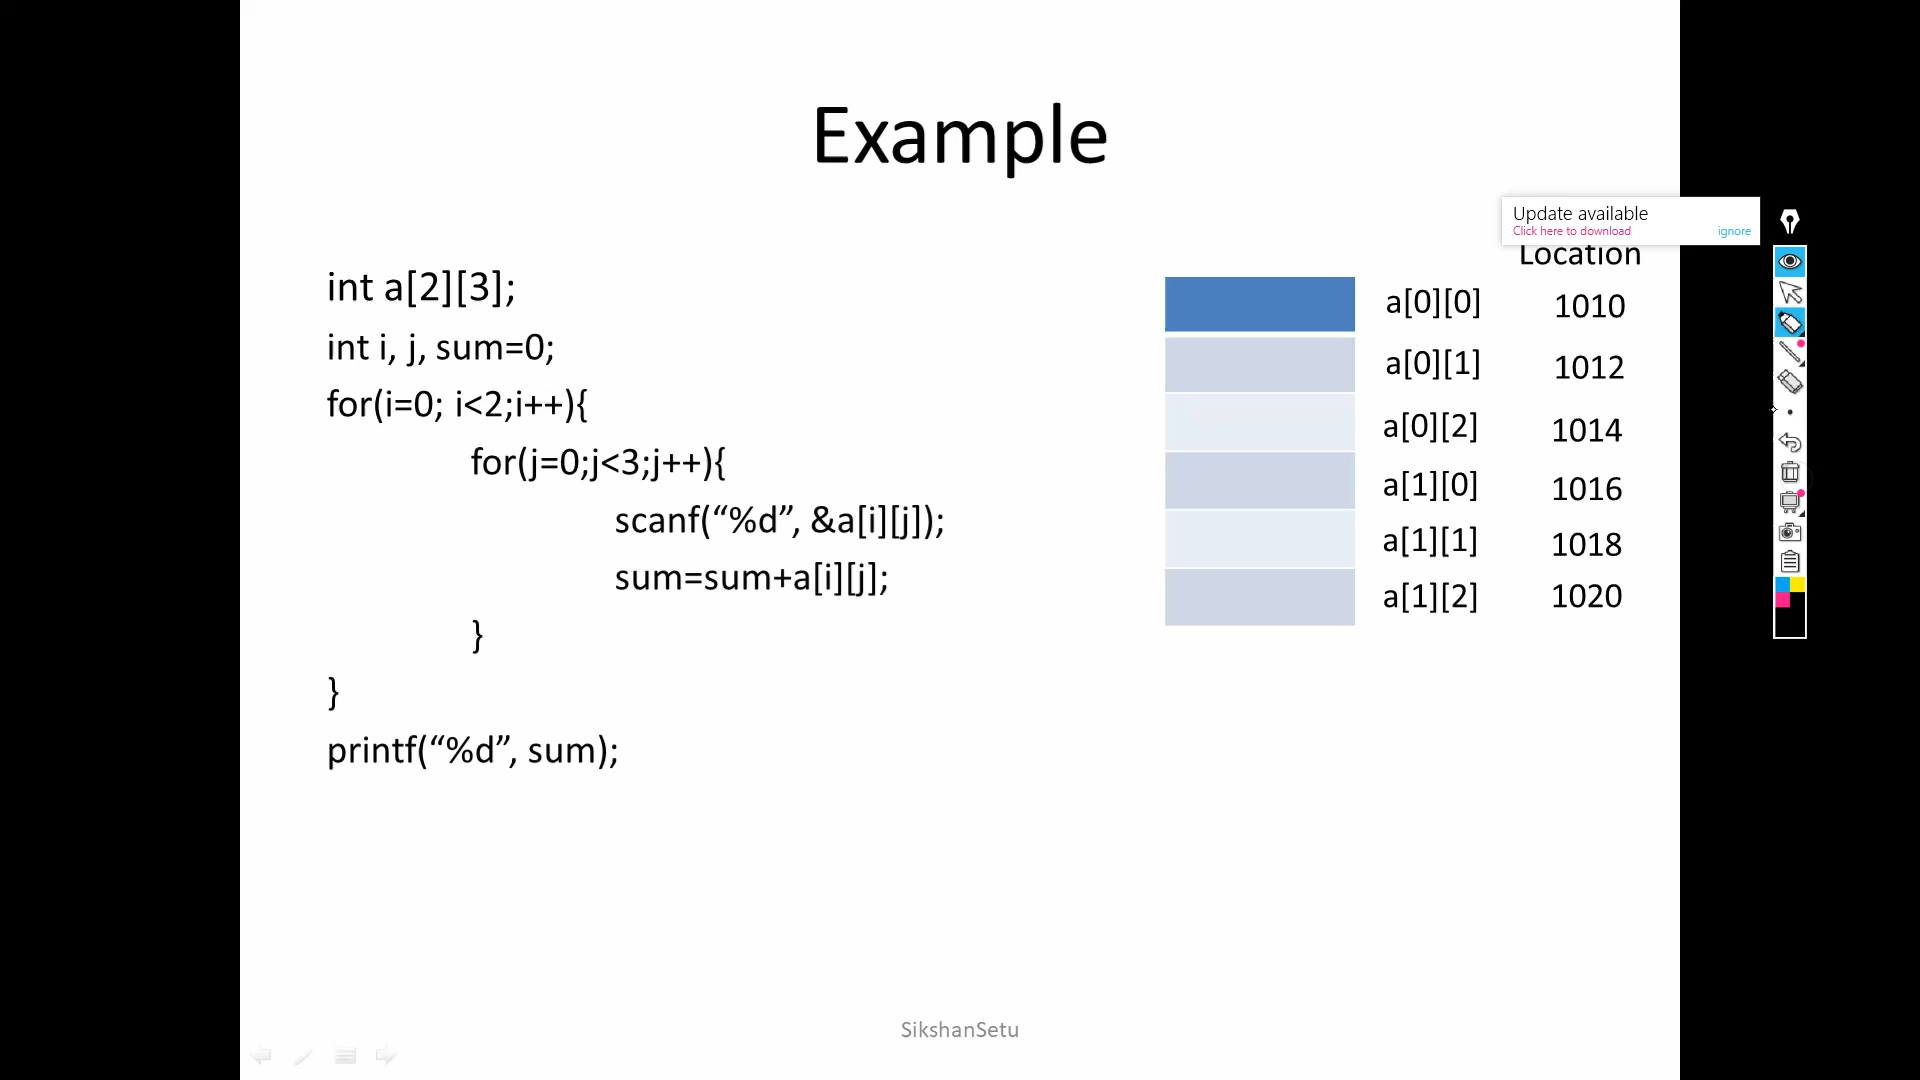 Example
Update available
Click here to download ignore
Location
int a[2][3];
int i, j, sum=0;
for(i=0; i<2;i++){
for(j=0;j<3;j++){
scanf(“%d”, &a[i][j]);
sum=sum+a[i][j];
}
}
printf(“%d”, sum);
a[0][0] 1010
a[0][1] 1012
a[0][2] 1014
a[1][0] 1016
a[1][1] 1018
a[1][2] 1020
SikshanSetu